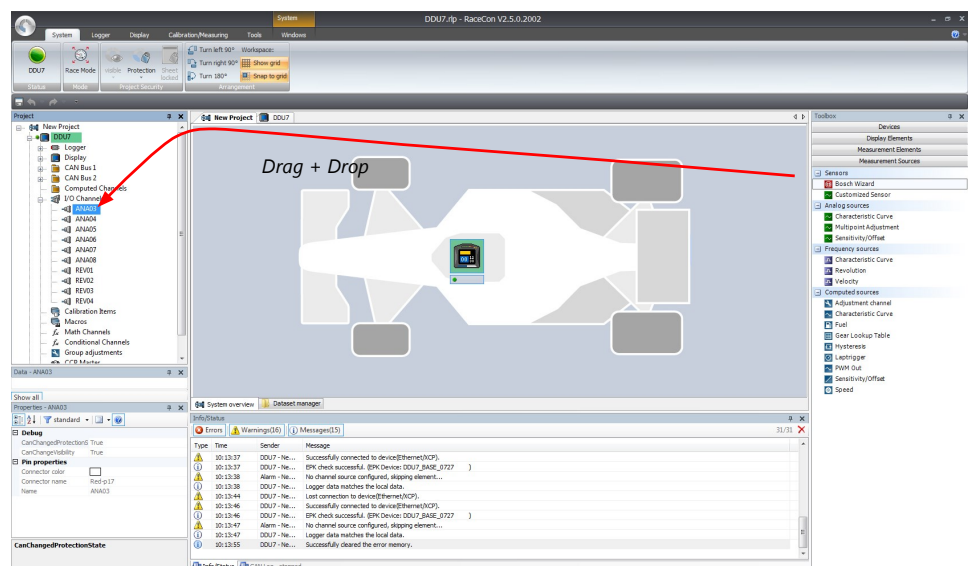 System
DDU7.rlp - RaceCon V2.5.0.2002
System
Logger
Display
Calibration/Measuring
Tools
Windows
DDU7
Race Mode
visible
Protection
Sheet locked
Turn left 90°
Workspace:
Turn right 90°
Show grid
Turn 180°
Snap to grid
Status
Mode
Project Security
Arrangement
Project
New Project
DDU7
Logger
Display
CAN Bus 1
CAN Bus 2
Computed Channels
I/O Channels
ANA03
ANA04
ANA05
ANA06
ANA07
ANA08
REV01
REV02
REV03
REV04
Calibration Items
Macros
Math Channels
Conditional Channels
Group adjustments
CCP Master
Data - ANA03
Show all
Properties - ANA03
standard
Debug
CanChangedProtectionS True
CanChangeVisibility True
Pin properties
Connector color
Connector name Red-p17
Name ANA03
CanChangedProtectionState
New Project
DDU7
Drag + Drop
System overview
Dataset manager
Info/Status
Errors
Warnings(16)
Messages(15)
31/31
Type Time Sender Message
10:13:37 DDU7 - Ne... Successfully connected to device(Ethernet/XCP).
10:13:37 DDU7 - Ne... EPK check successful. (EPK Device: DDU7_BASE_0727 )
10:13:38 Alarm - Ne... No channel source configured, skipping element...
10:13:38 DDU7 - Ne... Logger data matches the local data.
10:13:44 DDU7 - Ne... Lost connection to device(Ethernet/XCP).
10:13:46 DDU7 - Ne... Successfully connected to device(Ethernet/XCP).
10:13:46 DDU7 - Ne... EPK check successful. (EPK Device: DDU7_BASE_0727 )
10:13:47 Alarm - Ne... No channel source configured, skipping element...
10:13:47 DDU7 - Ne... Logger data matches the local data.
10:13:55 DDU7 - Ne... Successfully cleared the error memory.
Toolbox
Devices
Display Elements
Measurement Elements
Measurement Sources
Sensors
Bosch Wizard
Customized Sensor
Analog sources
Characteristic Curve
Multipoint Adjustment
Sensitivity/Offset
Frequency sources
Characteristic Curve
Revolution
Velocity
Computed sources
Adjustment channel
Characteristic Curve
Fuel
Gear Lookup Table
Hysteresis
Laptrigger
PWM Out
Sensitivity/Offset
Speed